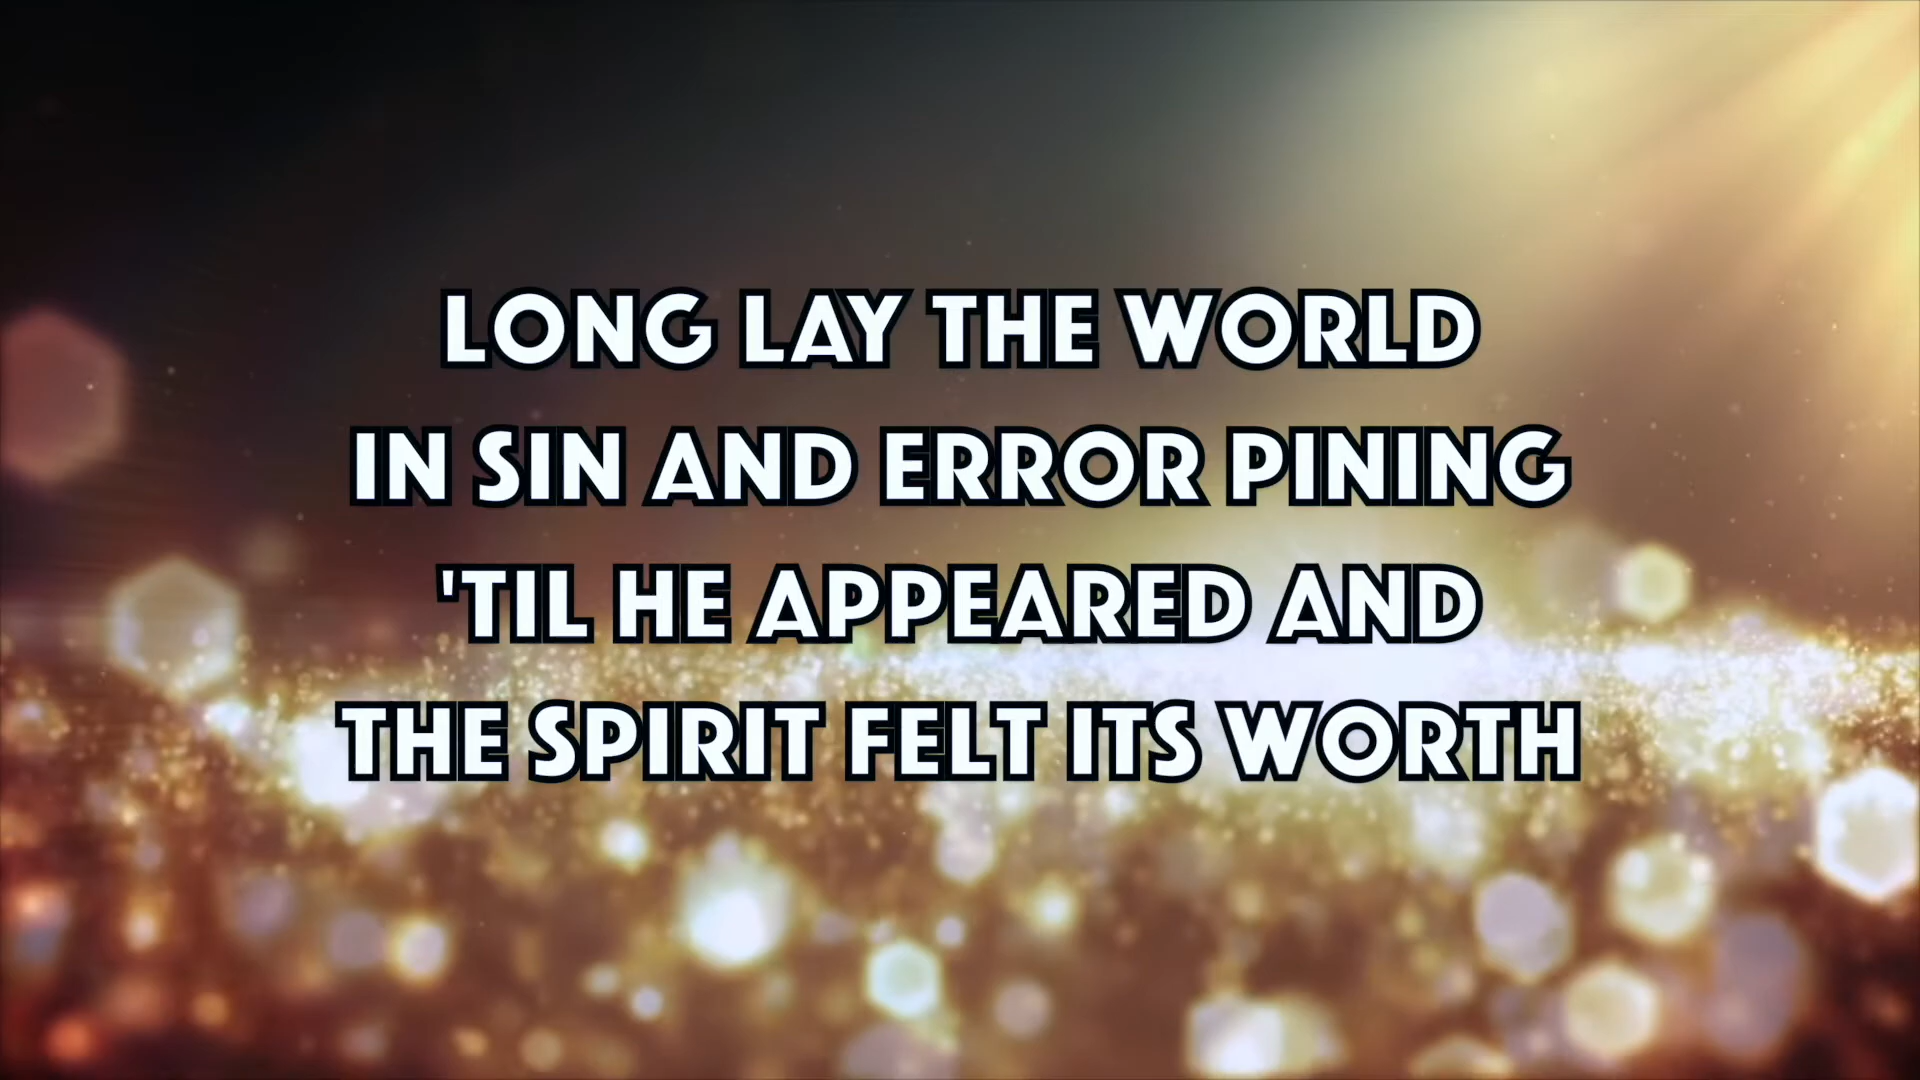 LONG LAY THE WORLD
IN SIN AND ERROR PINING
'TIL HE APPEARED AND
THE SPIRIT FELT ITS WORTH